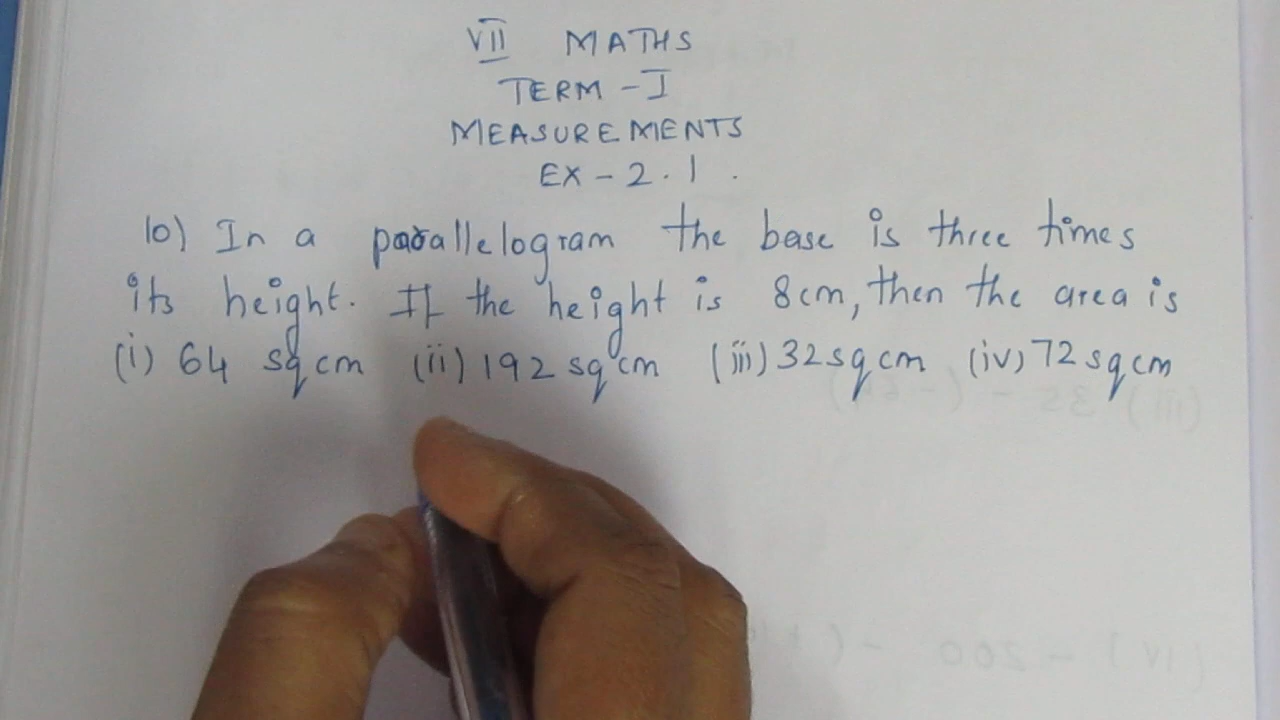 VII MATHS
TERM - I
MEASUREMENTS
EX - 2.1.
10) In a parallelogram the base is three times
its height. If the height is 8cm, then the area is
(i) 64 sq cm (ii) 192 sq cm (iii) 32 sq cm (iv) 72 sq cm